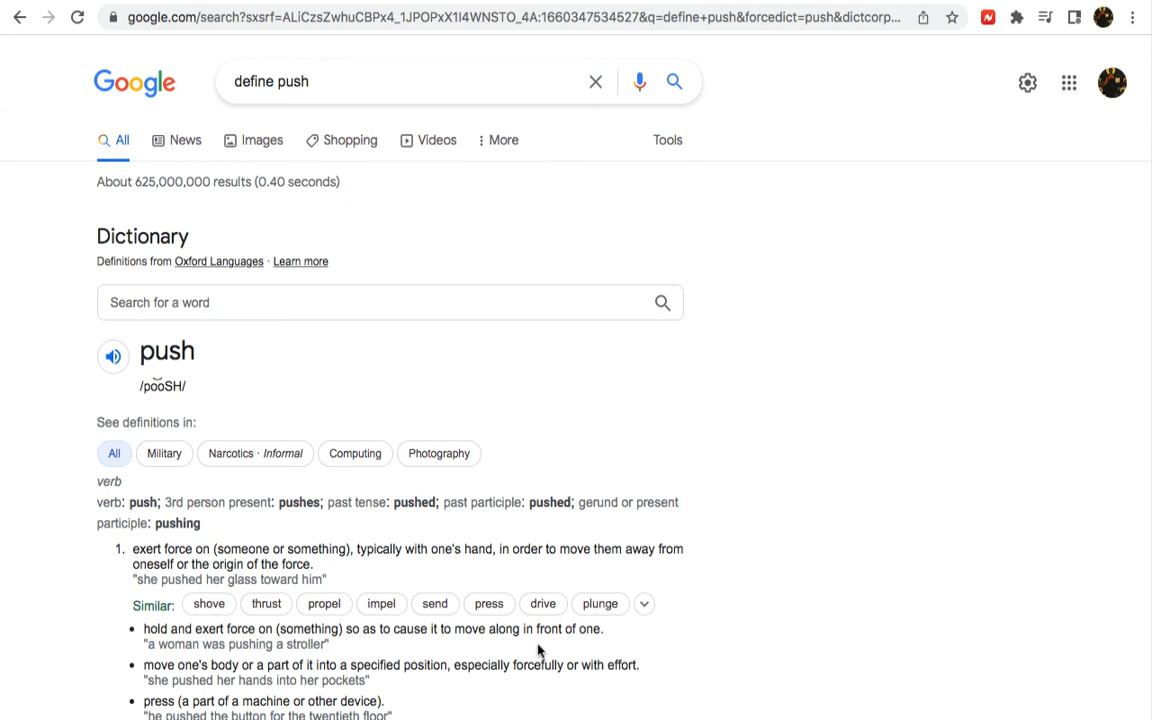 google.com/search?sxsrf=ALiCzsZwhuCBPx4_1JPOPxX1I4WNSTO_4A:1660347534527&q=define+push&forcedict=push&dictcorp...
Google
define push
All News Images Shopping Videos More Tools
About 625,000,000 results (0.40 seconds)
Dictionary
Definitions from Oxford Languages · Learn more
Search for a word
push
/po͝oSH/
See definitions in:
All Military Narcotics · Informal Computing Photography
verb
verb: push; 3rd person present: pushes; past tense: pushed; past participle: pushed; gerund or present
participle: pushing
1. exert force on (someone or something), typically with one's hand, in order to move them away from
oneself or the origin of the force.
"she pushed her glass toward him"
Similar: shove thrust propel impel send press drive plunge
• hold and exert force on (something) so as to cause it to move along in front of one.
"a woman was pushing a stroller"
• move one's body or a part of it into a specified position, especially forcefully or with effort.
"she pushed her hands into her pockets"
• press (a part of a machine or other device).
"he pushed the button for the twentieth floor"